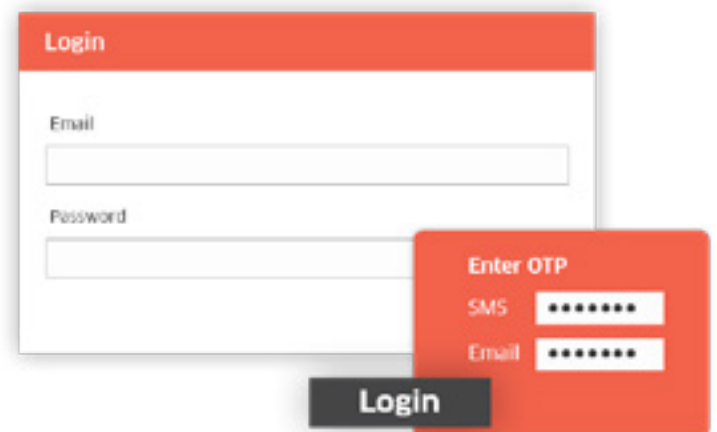 Login
Email
Password
Enter OTP
SMS •••••••
Email •••••••
Login